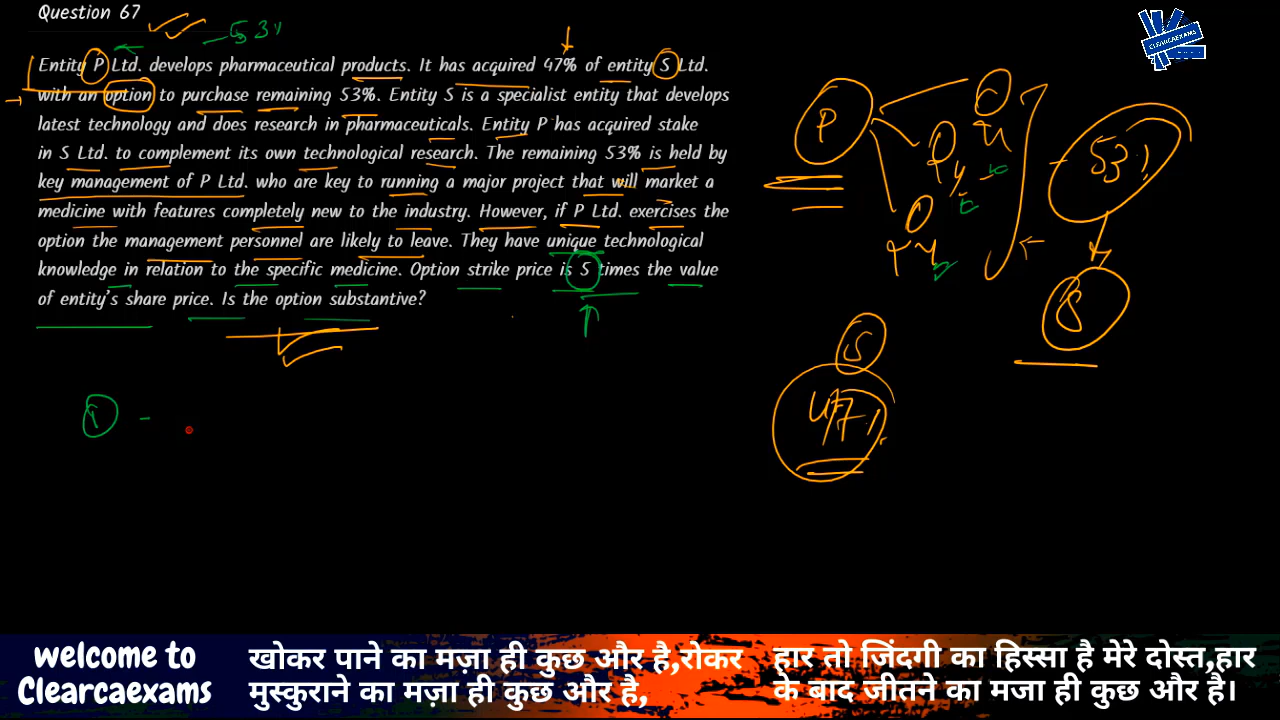 Question 67
53%
Entity P Ltd. develops pharmaceutical products. It has acquired 47% of entity S Ltd.
with an option to purchase remaining 53%. Entity S is a specialist entity that develops
latest technology and does research in pharmaceuticals. Entity P has acquired stake
in S Ltd. to complement its own technological research. The remaining 53% is held by
key management of P Ltd. who are key to running a major project that will market a
medicine with features completely new to the industry. However, if P Ltd. exercises the
option the management personnel are likely to leave. They have unique technological
knowledge in relation to the specific medicine. Option strike price is 5 times the value
of entity's share price. Is the option substantive?
CLEARCAEXAMS
P
53%
S
S
47%
welcome to
Clearcaexams
खोकर पाने का मज़ा ही कुछ और है,रोकर
मुस्कुराने का मज़ा ही कुछ और है,
हार तो जिंदगी का हिस्सा है मेरे दोस्त,हार
के बाद जीतने का मजा ही कुछ और है।